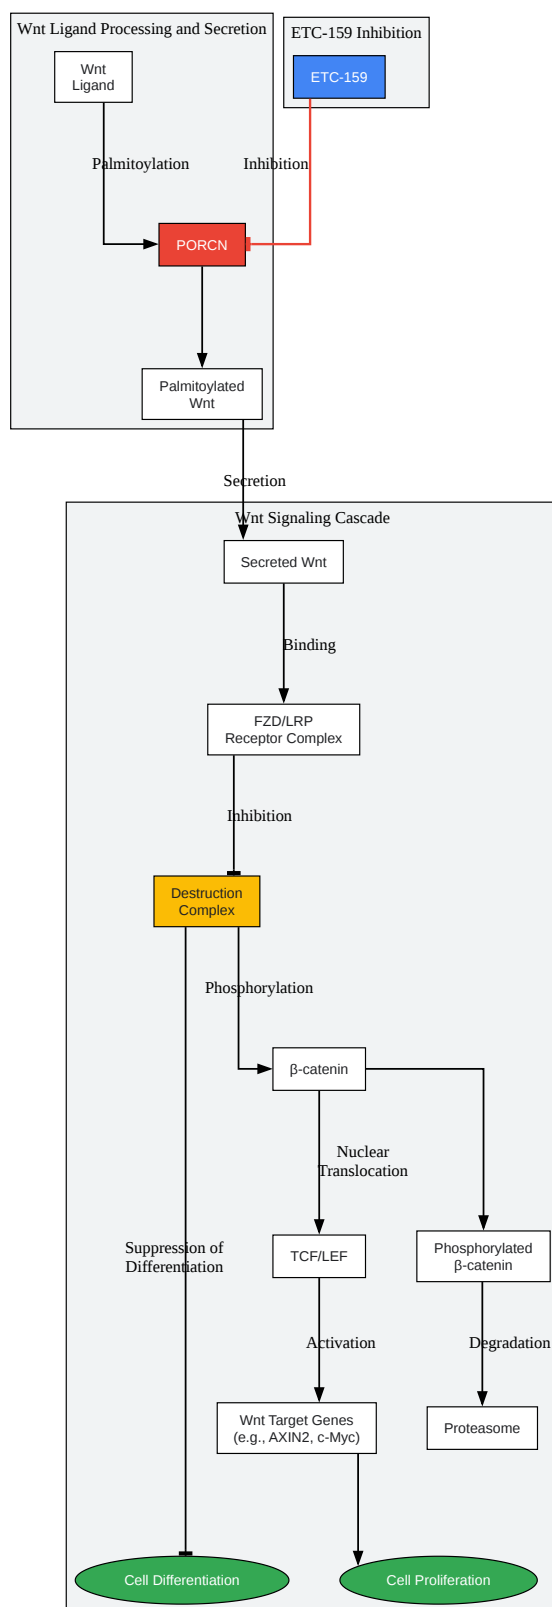 Wnt Ligand Processing and Secretion
ETC-159 Inhibition
Wnt
Ligand
ETC-159
Palmitoylation
Inhibition
PORCN
Palmitoylated
Wnt
Secretion
Wnt Signaling Cascade
Secreted Wnt
Binding
FZD/LRP
Receptor Complex
Inhibition
Destruction
Complex
Phosphorylation
β-catenin
Nuclear
Translocation
Suppression of
Differentiation
TCF/LEF
Phosphorylated
β-catenin
Activation
Degradation
Wnt Target Genes
(e.g., AXIN2, c-Myc)
Proteasome
Cell Differentiation
Cell Proliferation